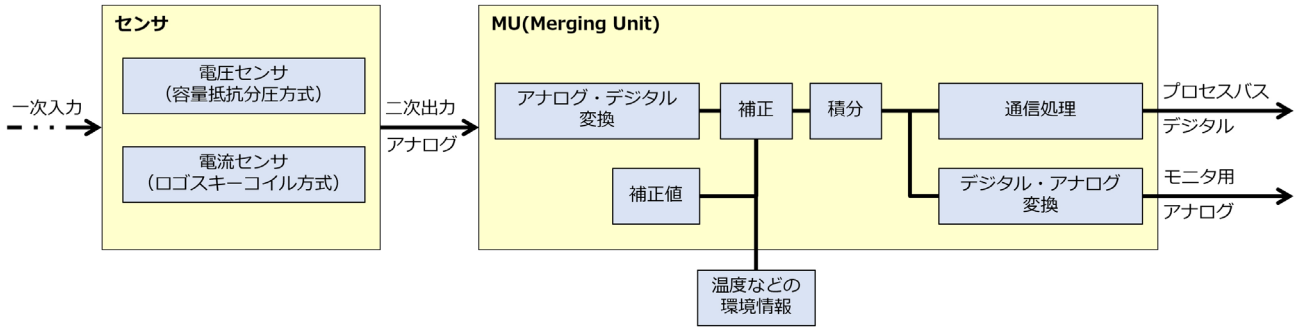 センサ
電圧センサ
(容量抵抗分圧方式)
電流センサ
(ロゴスキーコイル方式)
一次入力
二次出力
アナログ
MU(Merging Unit)
アナログ・デジタル
変換
補正
積分
通信処理
補正値
デジタル・アナログ
変換
温度などの
環境情報
プロセスバス
デジタル
モニタ用
アナログ